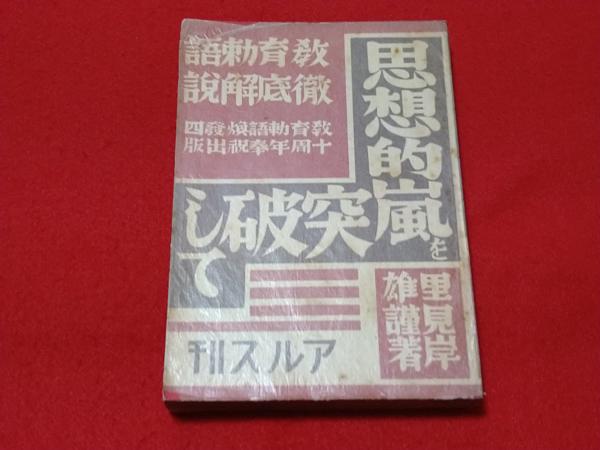 思想的嵐を
突破して
教育勅語
徹底解説
教育勅語煥發四
十周年奉祝出版
里見岸
雄謹著
アルス刊